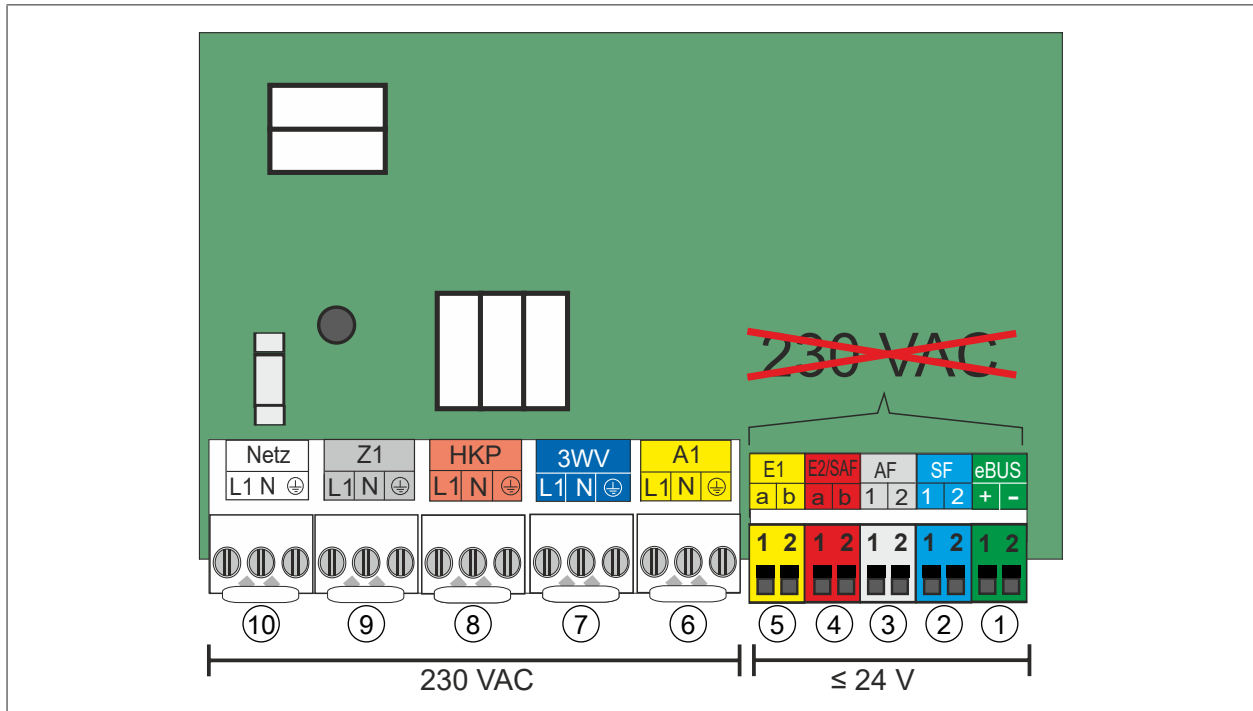 230 VAC
Netz Z1 HKP 3WV A1
L1 N L1 N L1 N L1 N L1 N
E1 E2/SAF AF SF eBUS
a b a b 1 2 1 2 + −
1 2 1 2 1 2 1 2 1 2
10 9 8 7 6 5 4 3 2 1
230 VAC ≤ 24 V